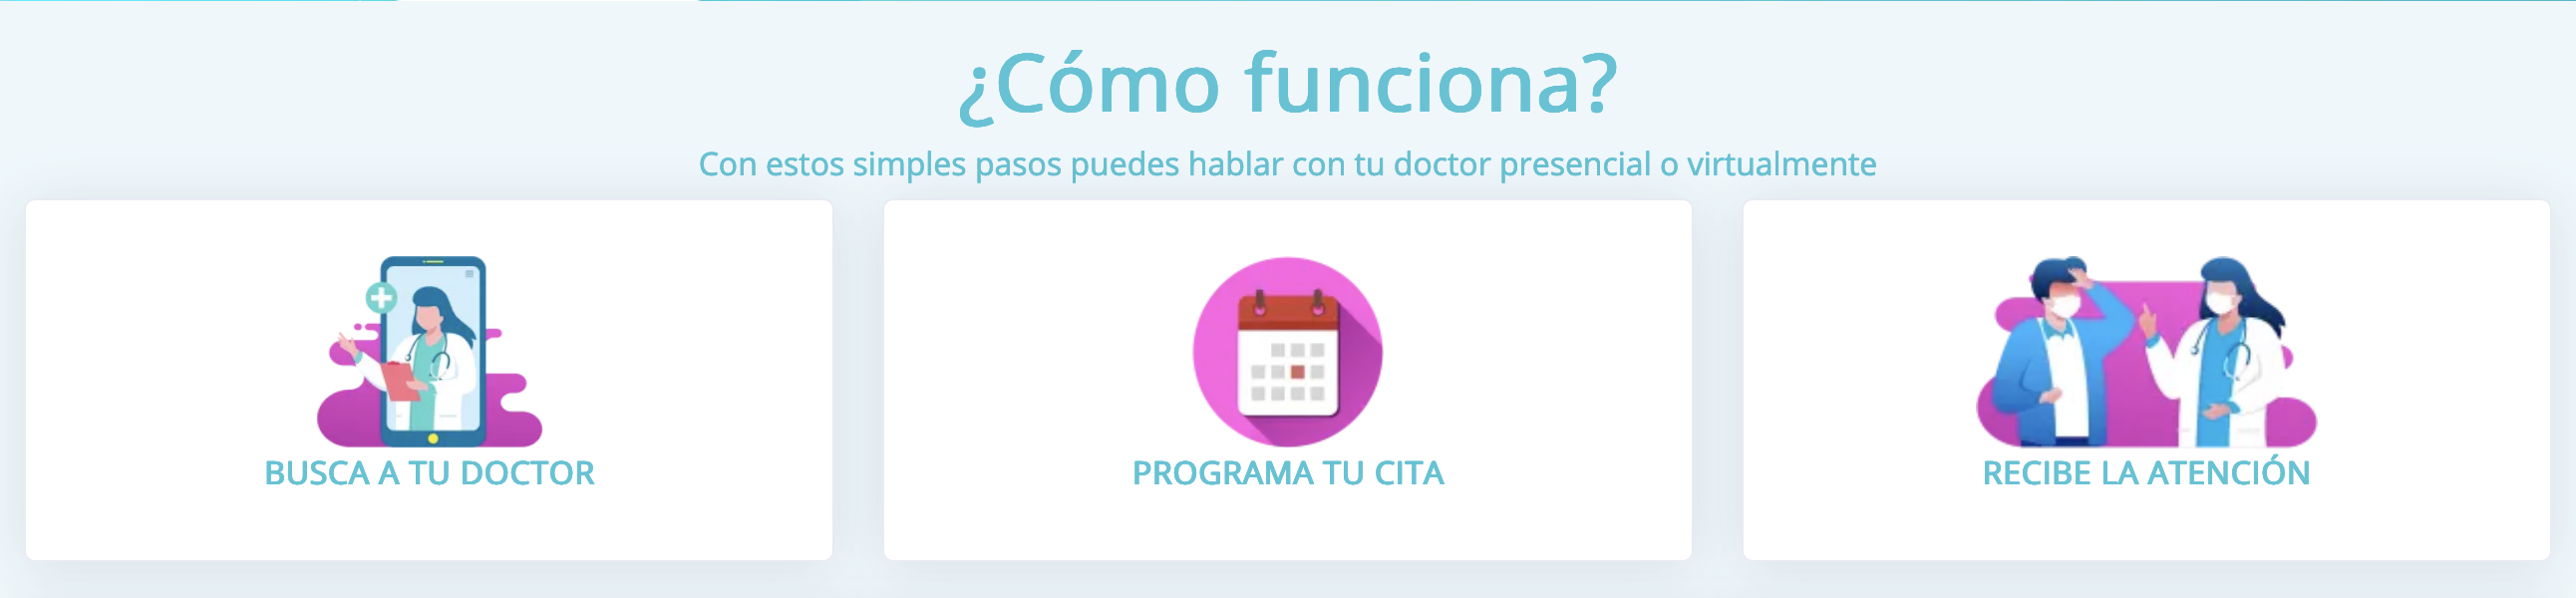 ¿Cómo funciona?
Con estos simples pasos puedes hablar con tu doctor presencial o virtualmente
BUSCA A TU DOCTOR
PROGRAMA TU CITA
RECIBE LA ATENCIÓN